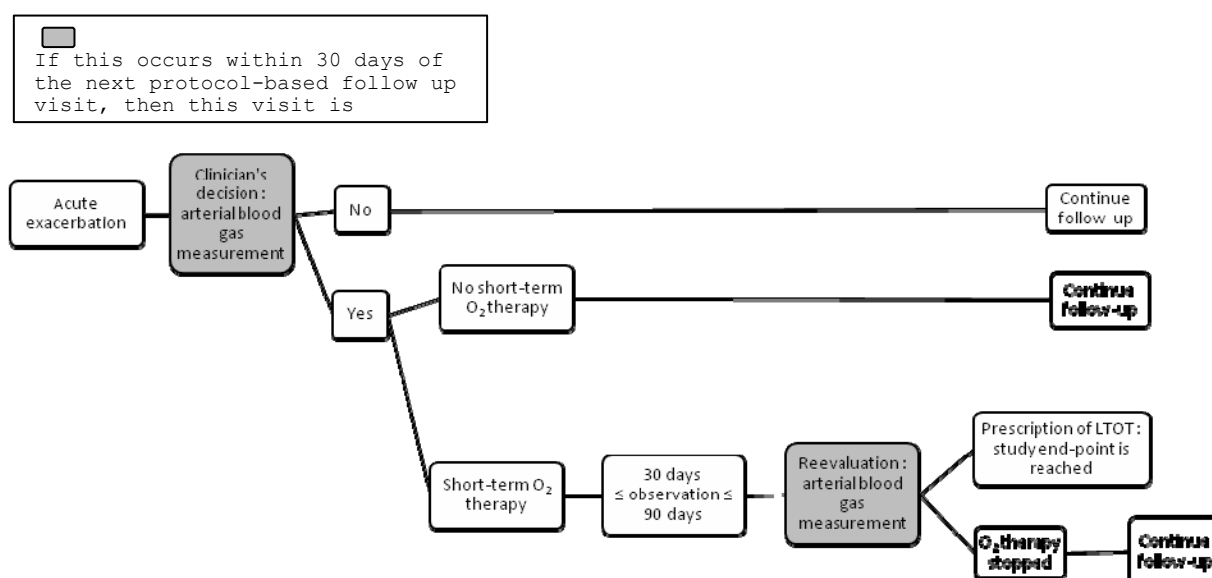 If this occurs within 30 days of
the next protocol-based follow up
visit, then this visit is
Acute
exacerbation
Clinician's
decision :
arterial blood
gas
measurement
No
Continue
follow up
Yes
No short-term
O₂ therapy
Continue
follow-up
Short-term O₂
therapy
30 days
≤ observation ≤
90 days
Reevaluation :
arterial blood
gas
measurement
Prescription of LTOT :
study end-point is
reached
O₂ therapy
stopped
Continue
follow-up